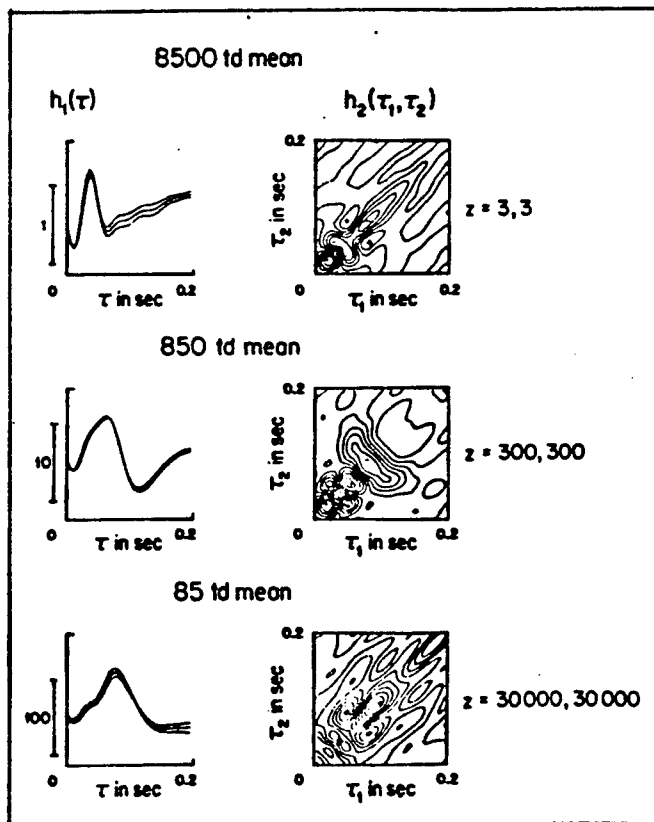 8500 td mean
h₁(τ) h₂(τ₁,τ₂)
1
0 τ in sec 0.2
0.2
τ₂ in sec
0 τ₁ in sec 0.2
z = 3,3
850 td mean
10
0 τ in sec 0.2
0.2
τ₂ in sec
0 τ₁ in sec 0.2
z = 300,300
85 td mean
100
0 τ in sec 0.2
0.2
τ₂ in sec
0 τ₁ in sec 0.2
z = 30000,30000